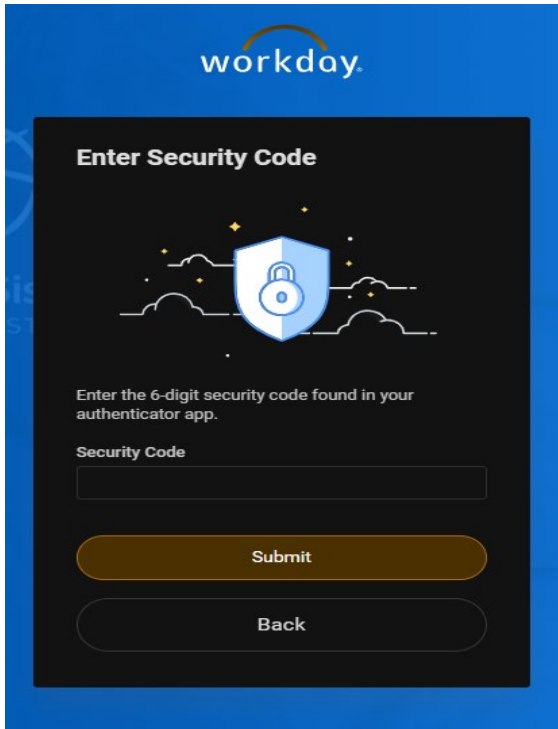 workday.
Enter Security Code
Enter the 6-digit security code found in your
authenticator app.
Security Code
Submit
Back